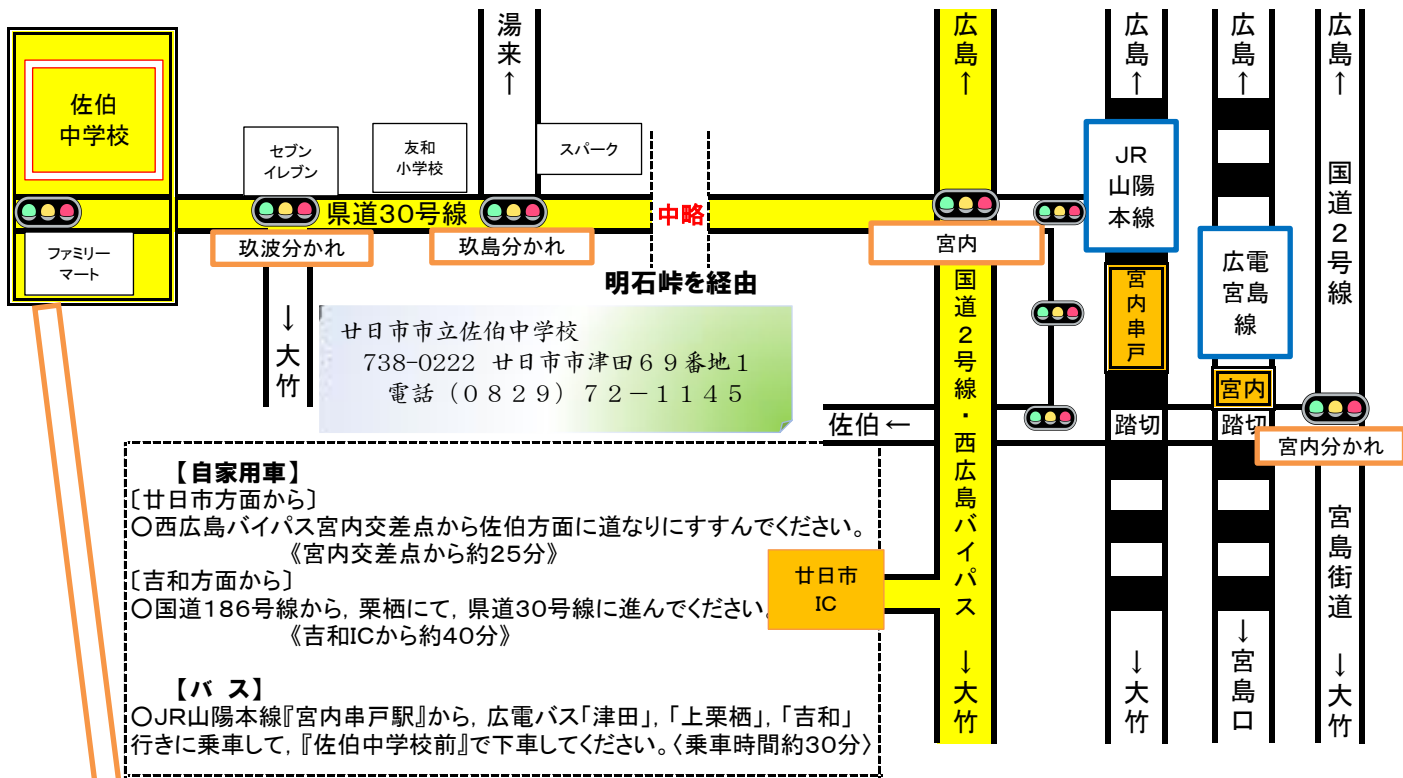 佐伯
中学校
ファミリー
マート
セブン
イレブン
友和
小学校
湯来↑
スパーク
県道30号線
玖波分かれ
玖島分かれ
中略
明石峠を経由
↓大竹
廿日市市立佐伯中学校
738-0222 廿日市市津田69番地1
電話(0829)72-1145
広島↑
宮内
国道2号線・西広島バイパス
↓大竹
廿日市
IC
佐伯←
広島↑
JR
山陽
本線
宮内串戸
踏切
↓大竹
広島↑
広電
宮島
線
宮内
踏切
↓宮島口
広島↑
国道2号線
宮内分かれ
宮島街道
↓大竹
【自家用車】
〔廿日市方面から〕
○西広島バイパス宮内交差点から佐伯方面に道なりにすすんでください。
《宮内交差点から約25分》
〔吉和方面から〕
○国道186号線から,栗栖にて,県道30号線に進んでください。
《吉和ICから約40分》
【バ ス】
○JR山陽本線『宮内串戸駅』から,広電バス「津田」,「上栗栖」,「吉和」
行きに乗車して,『佐伯中学校前』で下車してください。〈乗車時間約30分〉